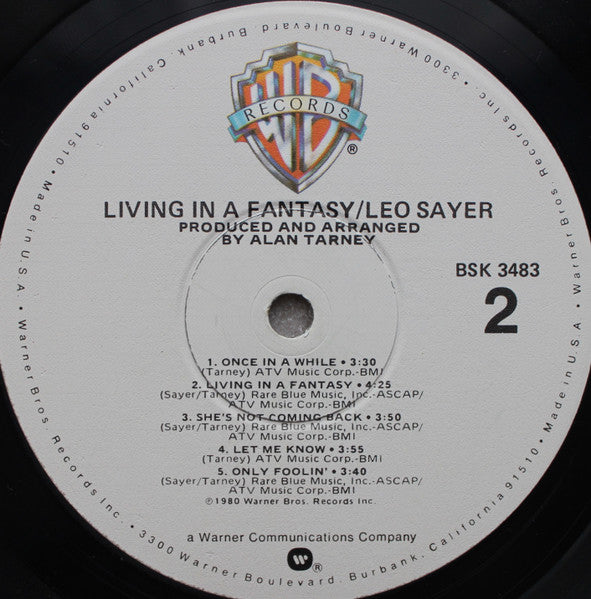 Warner Bros. Records Inc. • 3300 Warner Boulevard, Burbank, California 91510 • Made in U.S.A. • Warner Bros. Records Inc. • 3300 Warner Boulevard, Burbank, California 91510 • Made in U.S.A. •
WB
RECORDS
®
LIVING IN A FANTASY/LEO SAYER
PRODUCED AND ARRANGED
BY ALAN TARNEY
BSK 3483
2
1. ONCE IN A WHILE • 3:30
(Tarney) ATV Music Corp.-BMI
2. LIVING IN A FANTASY • 4:25
(Sayer/Tarney) Rare Blue Music, Inc.-ASCAP/
ATV Music Corp.-BMI
3. SHE'S NOT COMING BACK • 3:50
(Sayer/Tarney) Rare Blue Music, Inc.-ASCAP/
ATV Music Corp.-BMI
4. LET ME KNOW • 3:55
(Tarney) ATV Music Corp.-BMI
5. ONLY FOOLIN' • 3:40
(Sayer/Tarney) Rare Blue Music, Inc.-ASCAP/
ATV Music Corp.-BMI
℗1980 Warner Bros. Records Inc.
a Warner Communications Company
®